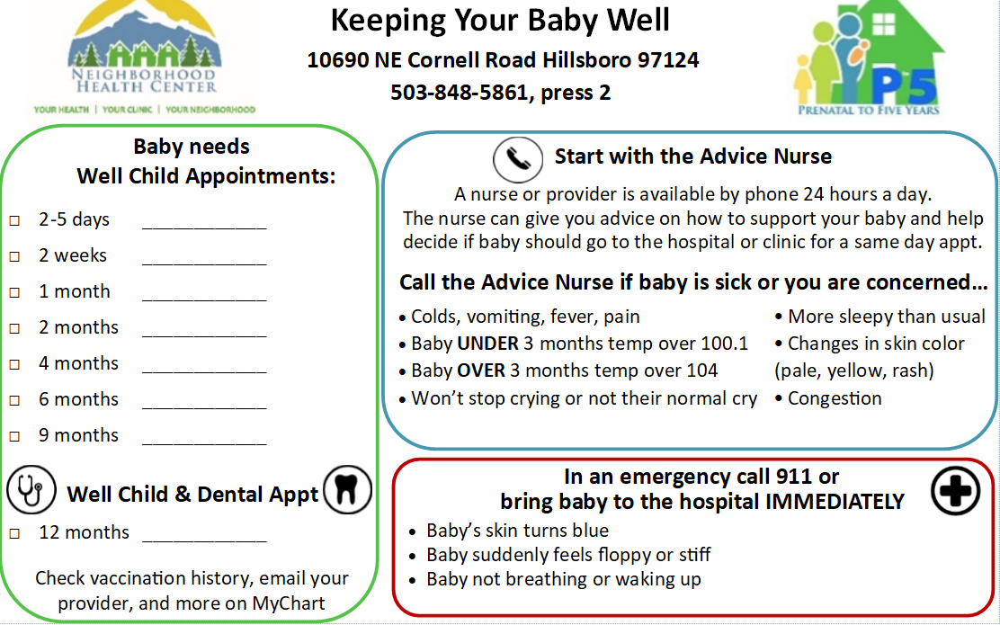 Keeping Your Baby Well
10690 NE Cornell Road Hillsboro 97124
503-848-5861, press 2
NEIGHBORHOOD
HEALTH CENTER
YOUR HEALTH | YOUR CLINIC | YOUR NEIGHBORHOOD
P5
PRENATAL TO FIVE YEARS
Baby needs
Well Child Appointments:
□ 2-5 days ____________
□ 2 weeks ____________
□ 1 month ____________
□ 2 months ____________
□ 4 months ____________
□ 6 months ____________
□ 9 months ____________
Well Child & Dental Appt
□ 12 months ____________
Check vaccination history, email your
provider, and more on MyChart
Start with the Advice Nurse
A nurse or provider is available by phone 24 hours a day.
The nurse can give you advice on how to support your baby and help
decide if baby should go to the hospital or clinic for a same day appt.
Call the Advice Nurse if baby is sick or you are concerned…
• Colds, vomiting, fever, pain
• Baby UNDER 3 months temp over 100.1
• Baby OVER 3 months temp over 104
• Won't stop crying or not their normal cry
• More sleepy than usual
• Changes in skin color
(pale, yellow, rash)
• Congestion
In an emergency call 911 or
bring baby to the hospital IMMEDIATELY
• Baby's skin turns blue
• Baby suddenly feels floppy or stiff
• Baby not breathing or waking up